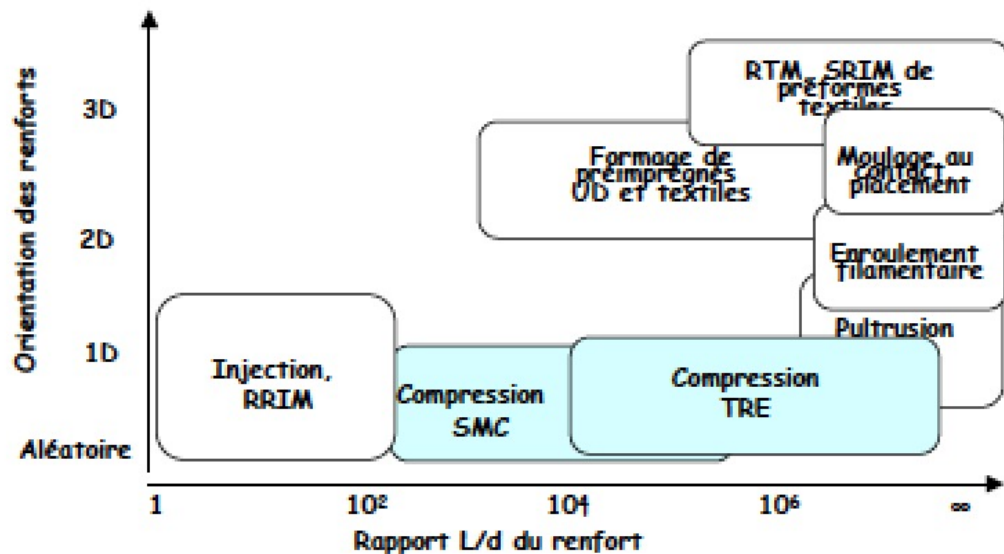 Orientation des renforts
3D
2D
1D
Aléatoire
RTM, SRIM de
préformes
textiles
Formage de
préimprégnés
UD et textiles
Moulage au
contact
placement
Enroulement
filamentaire
Pultrusion
Injection,
RRIM
Compression
SMC
Compression
TRE
1
10²
10⁴
10⁶
∞
Rapport L/d du renfort